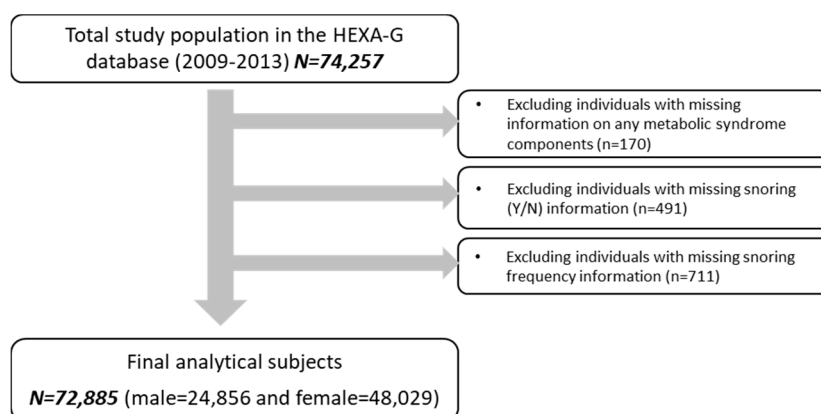 Total study population in the HEXA-G
database (2009-2013) N=74,257
• Excluding individuals with missing
information on any metabolic syndrome
components (n=170)
• Excluding individuals with missing snoring
(Y/N) information (n=491)
• Excluding individuals with missing snoring
frequency information (n=711)
Final analytical subjects
N=72,885 (male=24,856 and female=48,029)